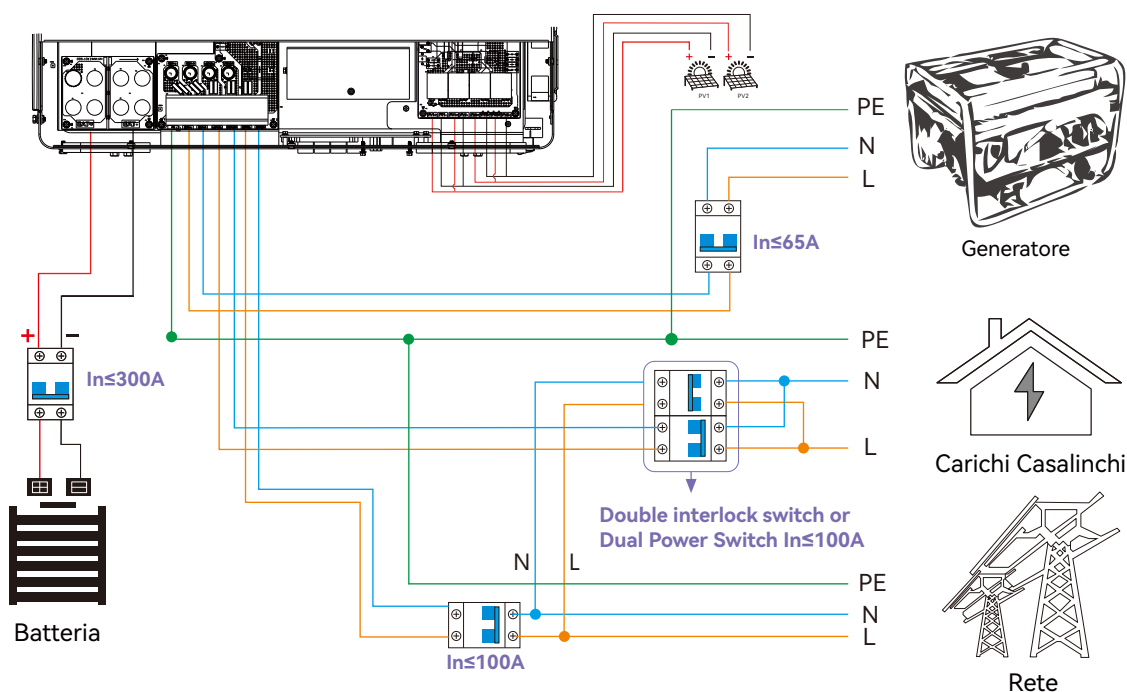 + − + −
PV1 PV2
PE
N
L
In≤65A
Generatore
+ −
In≤300A
PE
N
L
Carichi Casalinchi
Double interlock switch or
Dual Power Switch In≤100A
N L
PE
N
L
In≤100A
Batteria
Rete